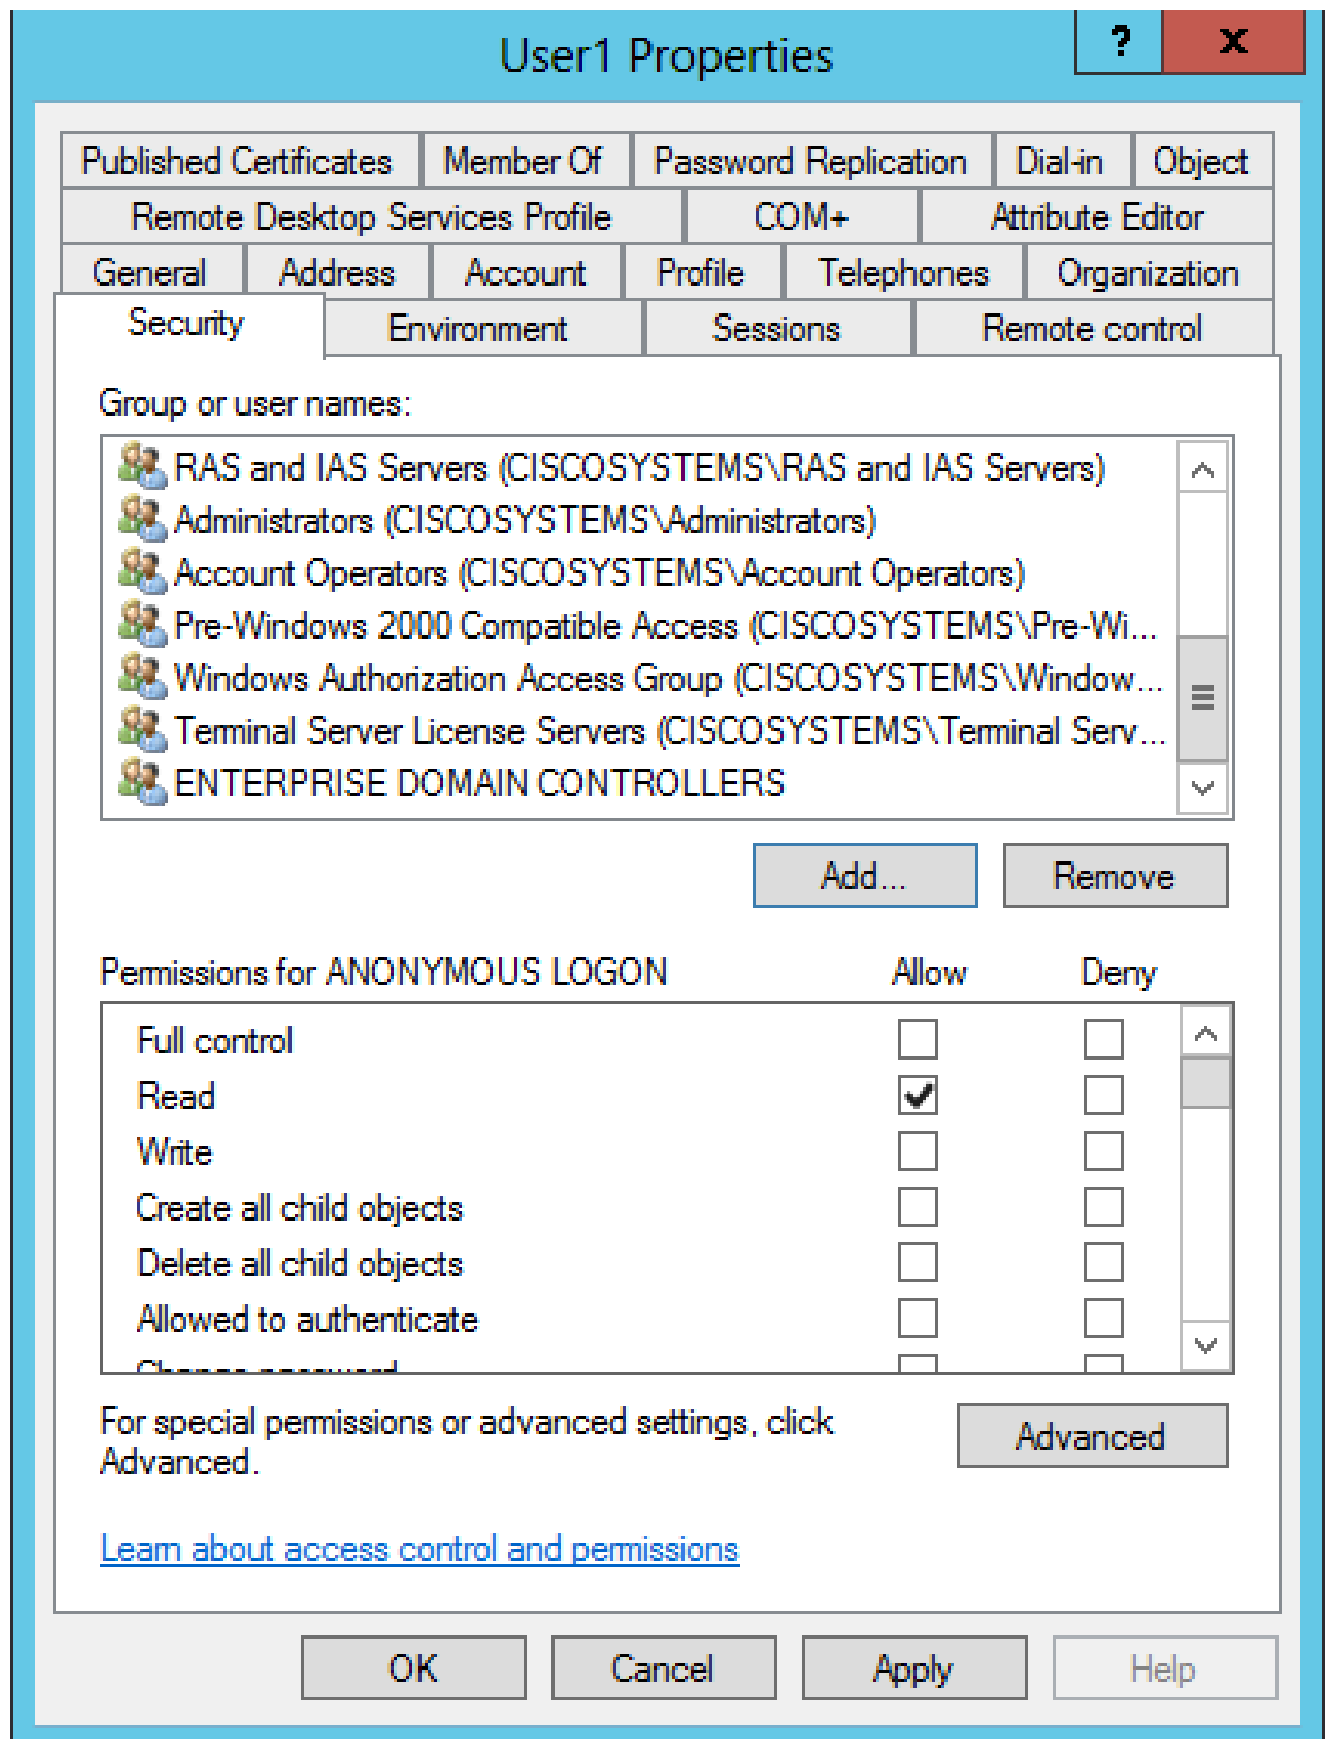 User1 Properties
?
x
Published Certificates Member Of Password Replication Dial-in Object
Remote Desktop Services Profile COM+ Attribute Editor
General Address Account Profile Telephones Organization
Security Environment Sessions Remote control
Group or user names:
RAS and IAS Servers (CISCOSYSTEMS\RAS and IAS Servers)
Administrators (CISCOSYSTEMS\Administrators)
Account Operators (CISCOSYSTEMS\Account Operators)
Pre-Windows 2000 Compatible Access (CISCOSYSTEMS\Pre-Wi...
Windows Authorization Access Group (CISCOSYSTEMS\Window...
Terminal Server License Servers (CISCOSYSTEMS\Terminal Serv...
ENTERPRISE DOMAIN CONTROLLERS
Add... Remove
Permissions for ANONYMOUS LOGON Allow Deny
Full control
Read
Write
Create all child objects
Delete all child objects
Allowed to authenticate
Change password
For special permissions or advanced settings, click
Advanced.
Advanced
Learn about access control and permissions
OK Cancel Apply Help